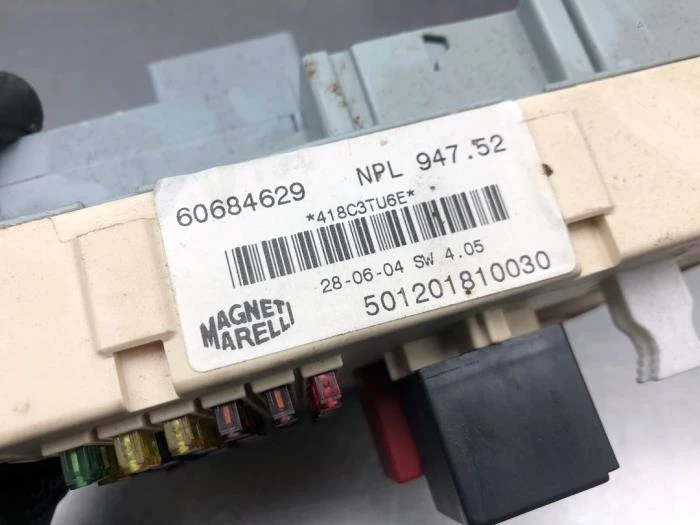 60684629 NPL 947.52
*418C3TU6E*
28-06-04 SW 4.05
MAGNETI MARELLI 501201810030